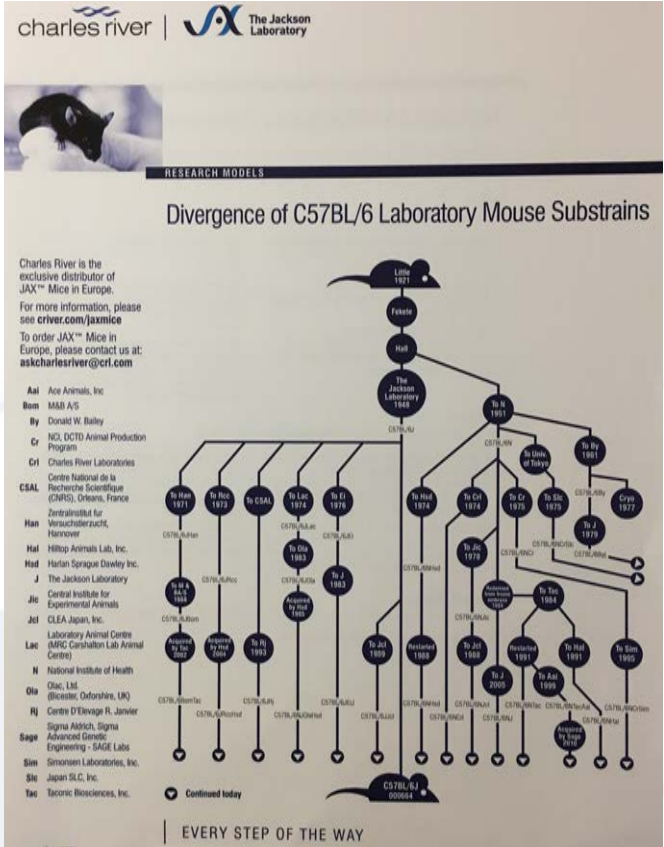 charles river
The Jackson
Laboratory
RESEARCH MODELS
Divergence of C57BL/6 Laboratory Mouse Substrains
Charles River is the
exclusive distributor of
JAX™ Mice in Europe.
For more information, please
see criver.com/jaxmice
To order JAX™ Mice in
Europe, please contact us at:
askcharlesriver@crl.com
Aai Ace Animals, Inc
Bom M&B A/S
By Donald W. Bailey
Cr NCI, DCTD Animal Production
Program
Crl Charles River Laboratories
CSAL Centre National de la
Recherche Scientifique
(CNRS), Orleans, France
Han Zentralinstitut fur
Versuchstierzucht,
Hannover
Hal Hilltop Animals Lab, Inc.
Hsd Harlan Sprague Dawley Inc.
J The Jackson Laboratory
Jic Central Institute for
Experimental Animals
Jcl CLEA Japan, Inc.
Lac Laboratory Animal Centre
(MRC Carshalton Lab Animal
Centre)
N National Institute of Health
Ola Olac, Ltd.
(Bicester, Oxforshire, UK)
Rj Centre D'Elevage R. Janvier
Sage Sigma Aldrich, Sigma
Advanced Genetic
Engineering - SAGE Labs
Sim Simonsen Laboratories, Inc.
Slc Japan SLC, Inc.
Tac Taconic Biosciences, Inc.
Little
1921
Fekete
Hall
The
Jackson
Laboratory
1948
C57BL/6J
To N
1951
C57BL/6N
To Univ.
of Tokyo
To By
1961
C57BL/6By
Cryo
1977
To Han
1971
To Rcc
1973
To CSAL
To Lac
1974
To Ei
1976
To Hsd
1974
To Crl
1974
To Cr
1975
To Slc
1975
To J
1979
C57BL/6JHan
C57BL/6JLac
C57BL/6JEi
C57BL/6NCr
To Ola
1983
To Jic
1978
C57BL/6JRcc
C57BL/6JOla
C57BL/6NHsd
To J
1983
To Tac
1984
Acquired
by Hsd
Acquired
by Tac
2002
Acquired
by Hsd
2004
To Rj
1993
To Jcl
1989
Restarted
1988
To Jcl
1988
Restarted
1991
To Hal
1991
To Sim
1995
To J
2005
To Aai
1999
C57BL/6JBomTac
C57BL/6JRj
C57BL/6JJcl
C57BL/6NHsd
C57BL/6NCrl
C57BL/6NJcl
C57BL/6NJ
C57BL/6NTac
C57BL/6NTacAai
C57BL/6NHal
C57BL/6NCrSim
Acquired
by Sage
2010
C57BL/6J
000664
Continued today
EVERY STEP OF THE WAY